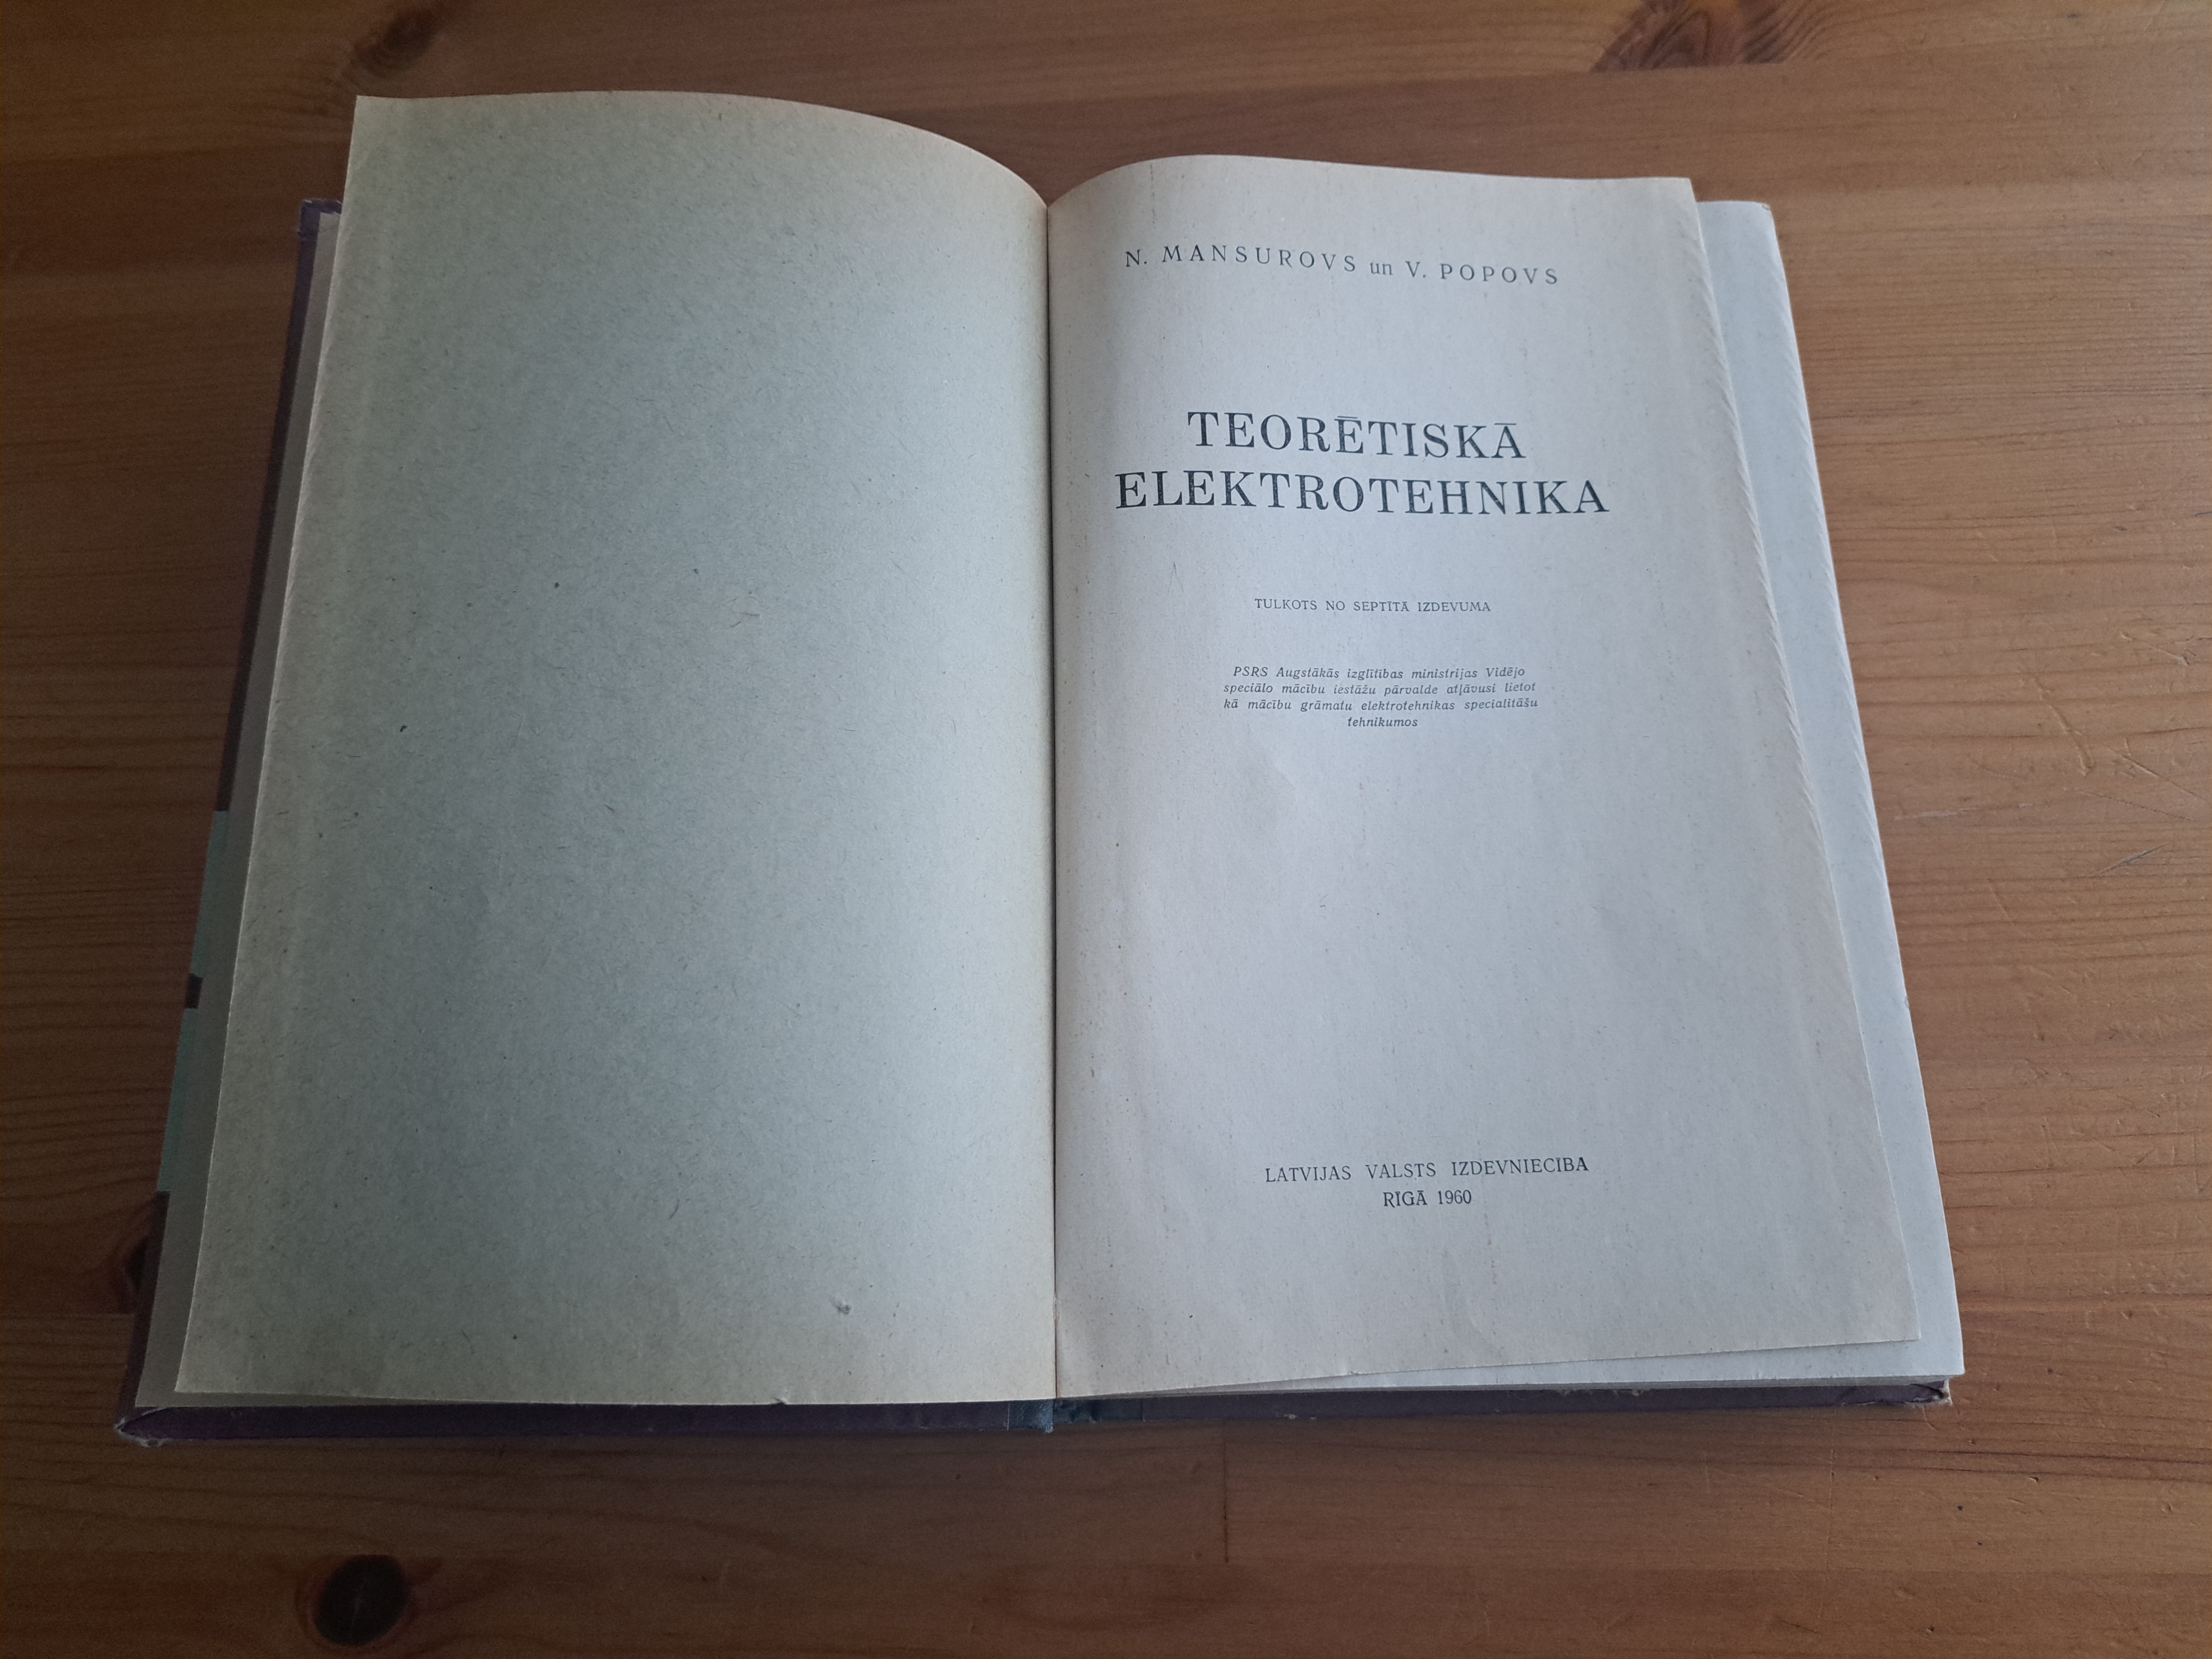 N. MANSUROVS un V. POPOVS
TEORĒTISKĀ
ELEKTROTEHNIKA
TULKOTS NO SEPTĪTĀ IZDEVUMA
PSRS Augstākās izglītības ministrijas Vidējo
speciālo mācību iestāžu pārvalde atļāvusi lietot
kā mācību grāmatu elektrotehnikas specialitāšu
tehnikumos
LATVIJAS VALSTS IZDEVNIECĪBA
RĪGĀ 1960